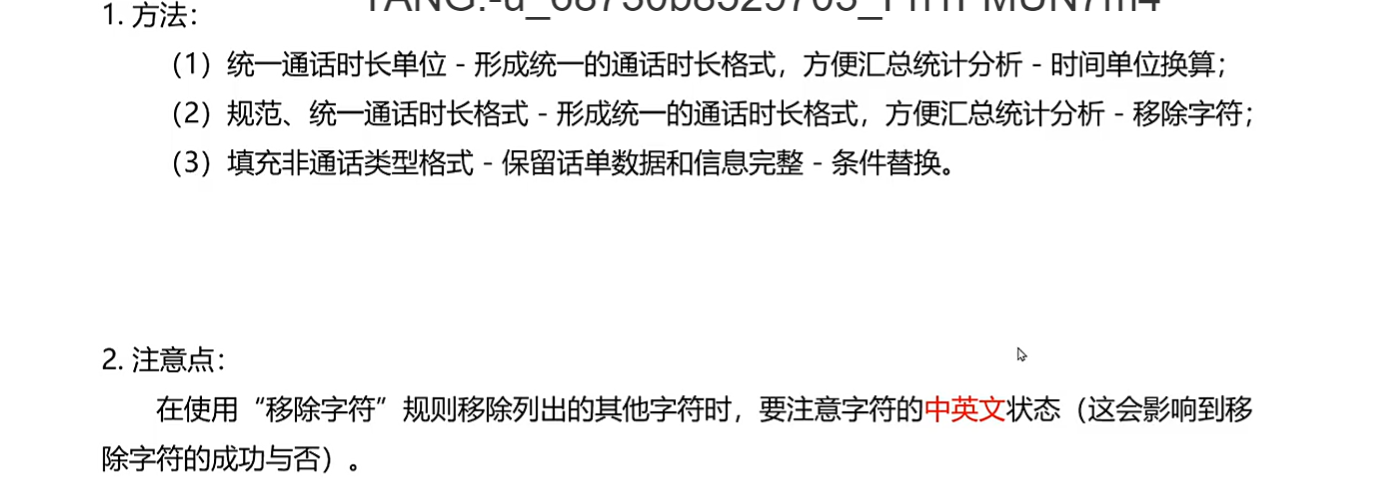 1. 方法：
（1）统一通话时长单位 - 形成统一的通话时长格式，方便汇总统计分析 - 时间单位换算；
（2）规范、统一通话时长格式 - 形成统一的通话时长格式，方便汇总统计分析 - 移除字符；
（3）填充非通话类型格式 - 保留话单数据和信息完整 - 条件替换。
2. 注意点：
在使用“移除字符”规则移除列出的其他字符时，要注意字符的中英文状态（这会影响到移
除字符的成功与否）。